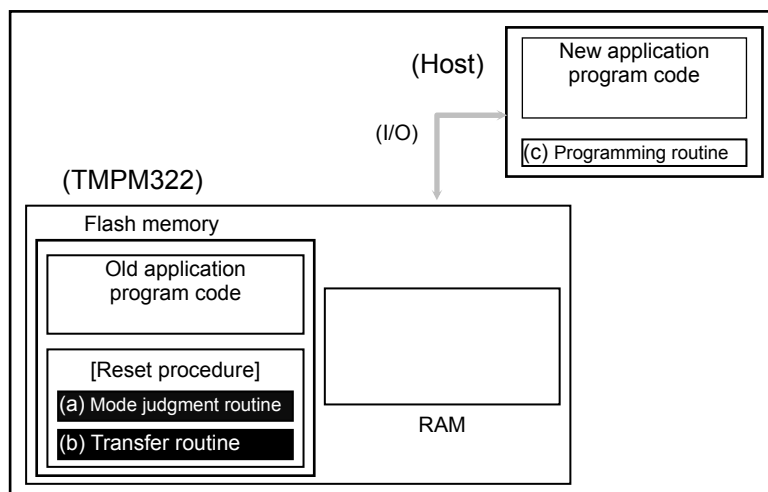 (Host)
New application
program code
(I/O)
(c) Programming routine
(TMPM322)
Flash memory
Old application
program code
[Reset procedure]
(a) Mode judgment routine
(b) Transfer routine
RAM